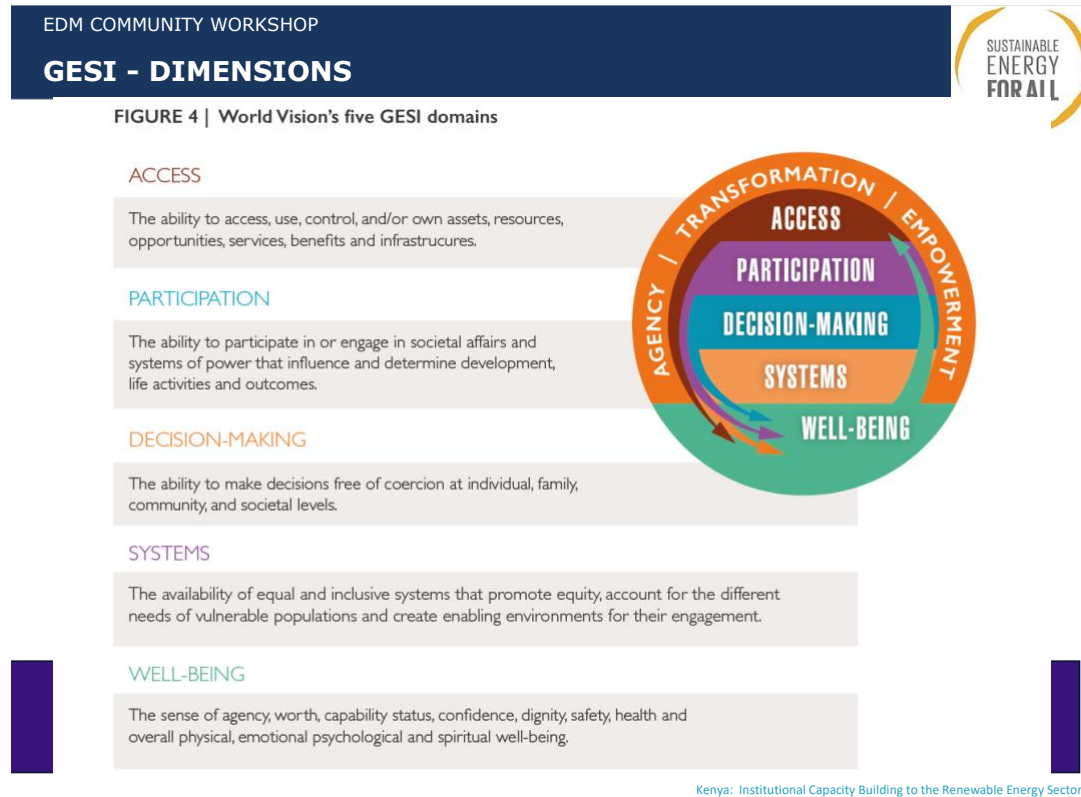 EDM COMMUNITY WORKSHOP
GESI - DIMENSIONS
SUSTAINABLE
ENERGY
FOR ALL
FIGURE 4 | World Vision's five GESI domains
ACCESS
The ability to access, use, control, and/or own assets, resources,
opportunities, services, benefits and infrastrucures.
PARTICIPATION
The ability to participate in or engage in societal affairs and
systems of power that influence and determine development,
life activities and outcomes.
DECISION-MAKING
The ability to make decisions free of coercion at individual, family,
community, and societal levels.
SYSTEMS
The availability of equal and inclusive systems that promote equity, account for the different
needs of vulnerable populations and create enabling environments for their engagement.
WELL-BEING
The sense of agency, worth, capability status, confidence, dignity, safety, health and
overall physical, emotional psychological and spiritual well-being.
AGENCY | TRANSFORMATION | EMPOWERMENT
ACCESS
PARTICIPATION
DECISION-MAKING
SYSTEMS
WELL-BEING
Kenya: Institutional Capacity Building to the Renewable Energy Sector